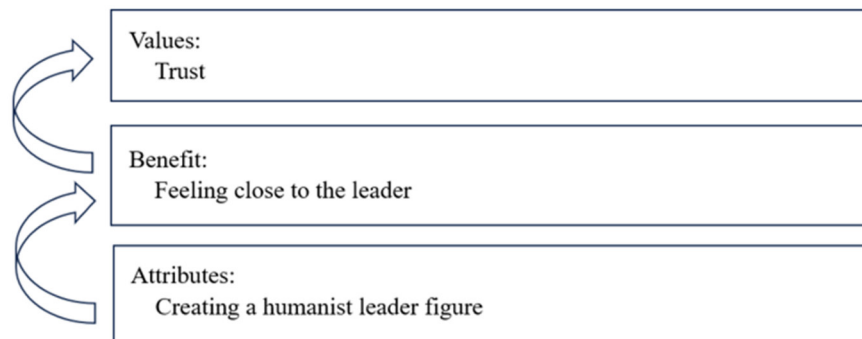 Values:
Trust
Benefit:
Feeling close to the leader
Attributes:
Creating a humanist leader figure